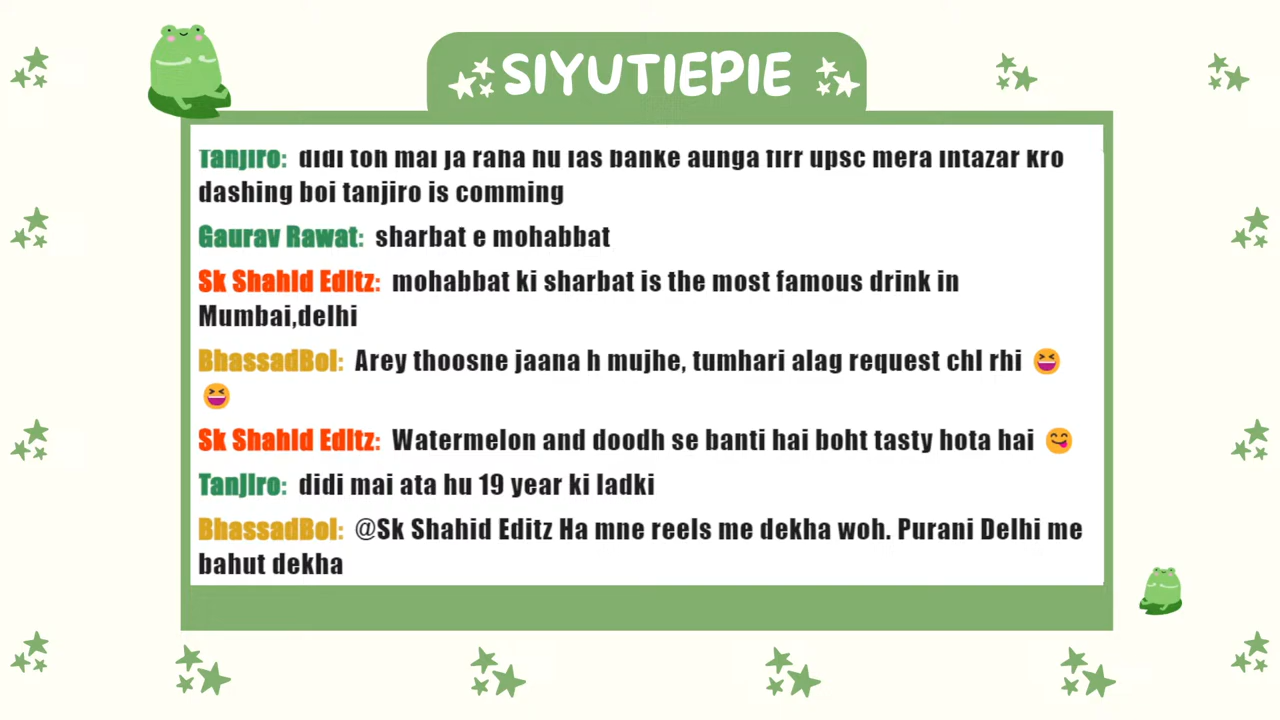 SIYUTIEPIE
Tanjiro: didi toh mai ja raha hu ias banke aunga firr upsc mera intazar kro
dashing boi tanjiro is comming
Gaurav Rawat: sharbat e mohabbat
Sk Shahid Editz: mohabbat ki sharbat is the most famous drink in
Mumbai,delhi
BhassadBoi: Arey thoosne jaana h mujhe, tumhari alag request chl rhi 😆
😆
Sk Shahid Editz: Watermelon and doodh se banti hai boht tasty hota hai 😋
Tanjiro: didi mai ata hu 19 year ki ladki
BhassadBoi: @Sk Shahid Editz Ha mne reels me dekha woh. Purani Delhi me
bahut dekha